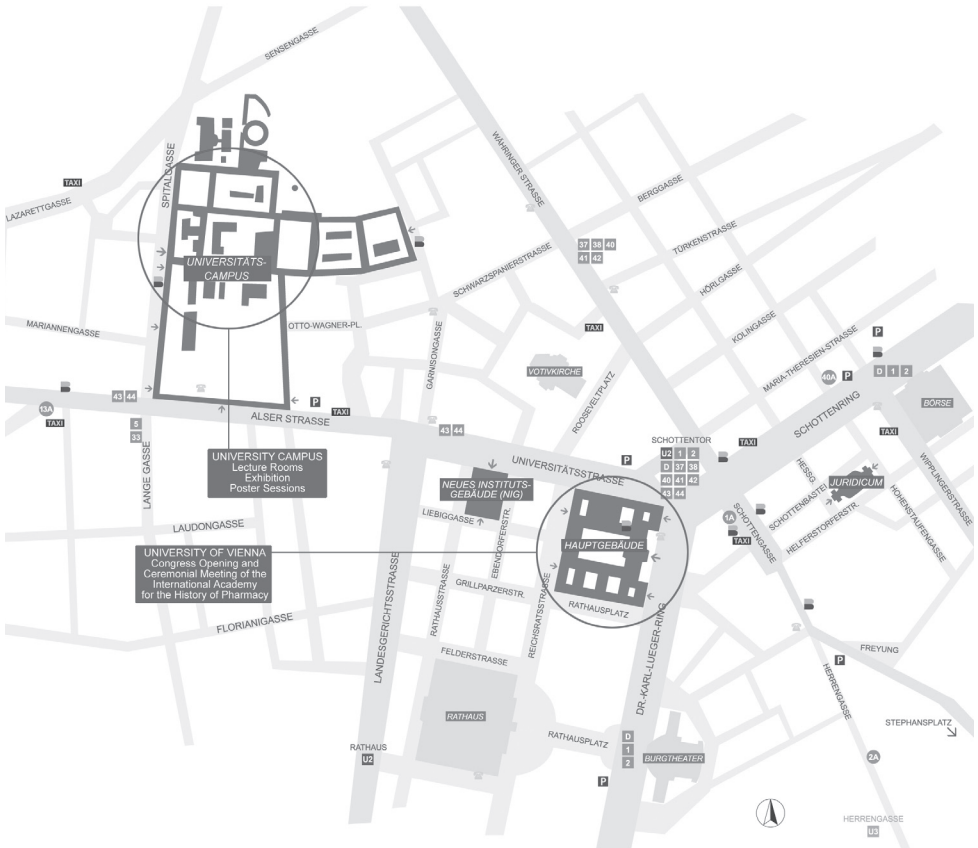 SENSENGASSE
WÄHRINGER STRASSE
TAXI
SPITALGASSE
LAZARETTGASSE
BERGGASSE
TÜRKENSTRASSE
37 38 40
41 42
UNIVERSITÄTS-
CAMPUS
SCHWARZSPANIERSTRASSE
HÖRLGASSE
MARIANNENGASSE
OTTO-WAGNER-PL.
GARNISONGASSE
TAXI
KOLINGASSE
MARIA-THERESIEN-STRASSE
P
VOTIVKIRCHE
ROOSEVELTPLATZ
40A
P
D 1 2
BÖRSE
13A
TAXI
43 44
5
33
P
TAXI
ALSER STRASSE
43 44
SCHOTTENRING
TAXI
LANGE GASSE
UNIVERSITY CAMPUS
Lecture Rooms
Exhibition
Poster Sessions
UNIVERSITÄTSSTRASSE
P
SCHOTTENTOR
U2 1 2
D 37 38
40 41 42
43 44
TAXI
HESSG.
JURIDICUM
WIPPLINGERSTRASSE
NEUES INSTITUTS-
GEBÄUDE (NIG)
LIEBIGGASSE
EBENDORFERSTR.
SCHOTTENBASTEI
HELFERSTORFERSTR.
HOHENSTAUFENGASSE
1A
TAXI
SCHOTTENGASSE
LAUDONGASSE
HAUPTGEBÄUDE
UNIVERSITY OF VIENNA
Congress Opening and
Ceremonial Meeting of the
International Academy
for the History of Pharmacy
GRILLPARZERSTR.
RATHAUSPLATZ
RATHAUSSTRASSE
REICHSRATSSTRASSE
LANDESGERICHTSSTRASSE
FLORIANIGASSE
FELDERSTRASSE
DR.-KARL-LUEGER-RING
FREYUNG
P
HERRENGASSE
RATHAUS
RATHAUSPLATZ
D
1
2
BURGTHEATER
STEPHANSPLATZ
RATHAUS
U2
P
2A
HERRENGASSE
U3